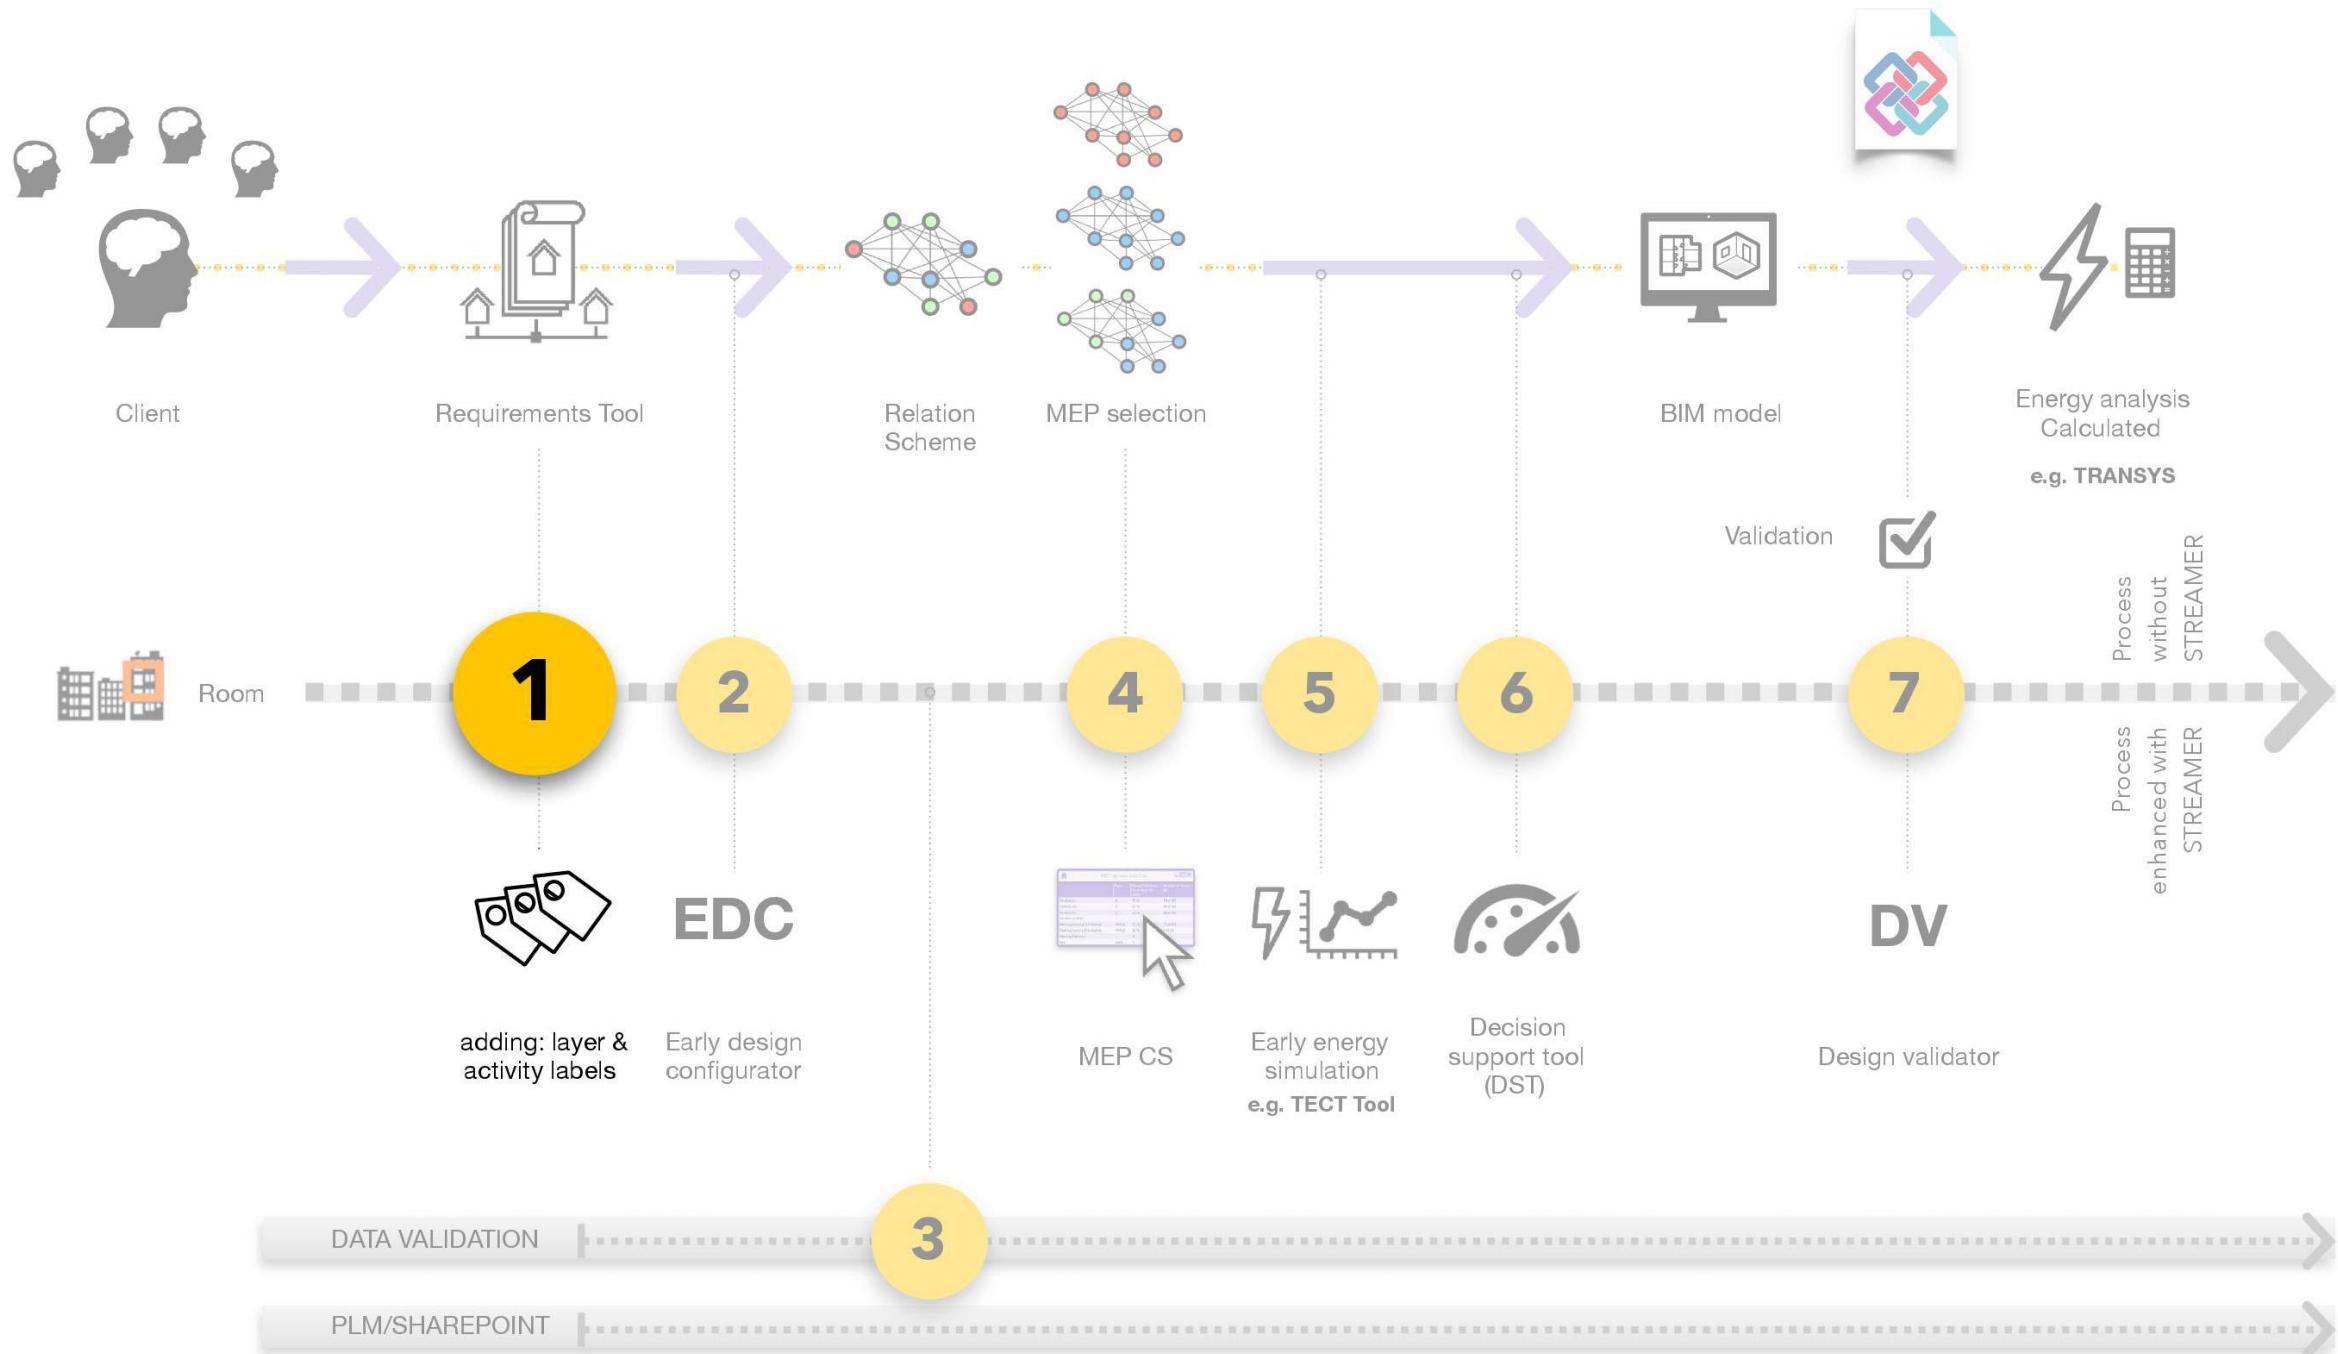 Client
Requirements Tool
Relation
Scheme
MEP selection
BIM model
Energy analysis
Calculated
e.g. TRANSYS
Validation
Process
without
STREAMER
Room
1
2
4
5
6
7
Process
enhanced with
STREAMER
EDC
DV
adding: layer &
activity labels
Early design
configurator
MEP CS
Early energy
simulation
e.g. TECT Tool
Decision
support tool
(DST)
Design validator
DATA VALIDATION
3
PLM/SHAREPOINT